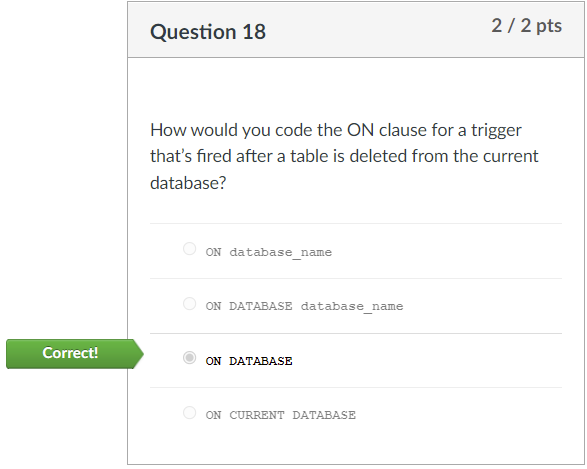 Question 18
2 / 2 pts
How would you code the ON clause for a trigger
that’s fired after a table is deleted from the current
database?
ON database_name
ON DATABASE database_name
Correct!
ON DATABASE
ON CURRENT DATABASE